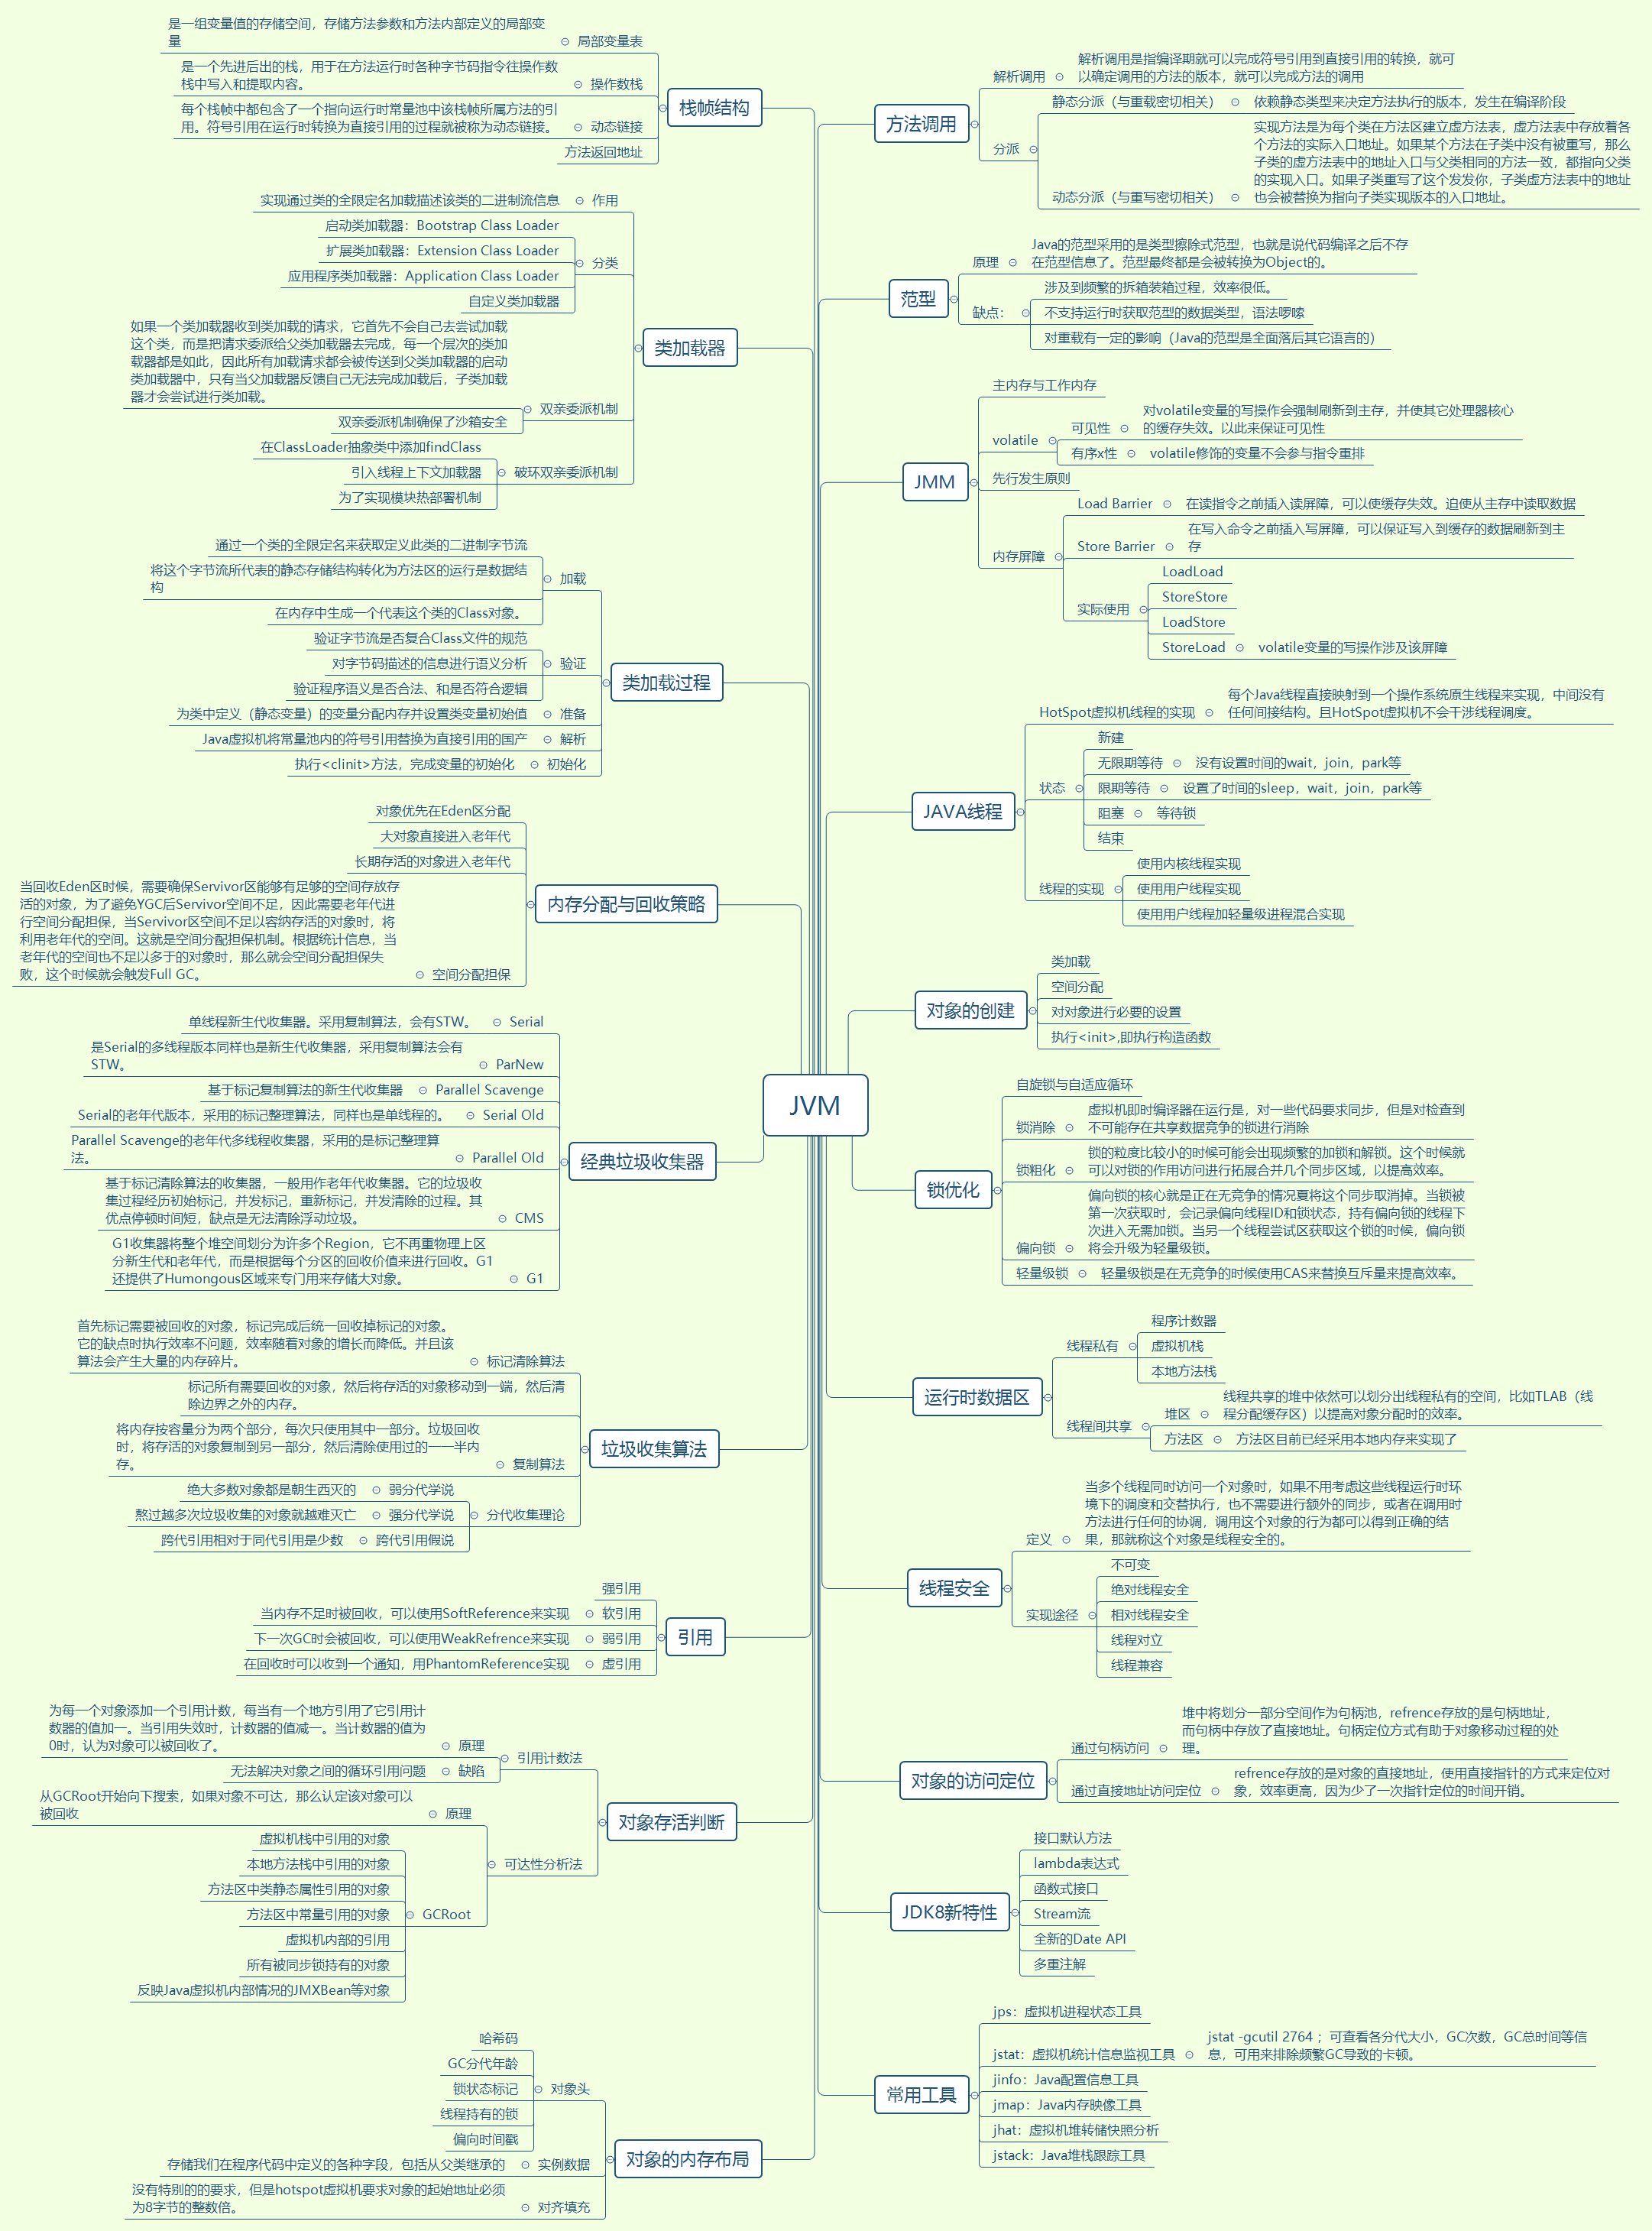 JVM
栈帧结构
局部变量表
是一组变量值的存储空间，存储方法参数和方法内部定义的局部变
量
操作数栈
是一个先进后出的栈，用于在方法运行时各种字节码指令往操作数
栈中写入和提取内容。
动态链接
每个栈帧中都包含了一个指向运行时常量池中该栈帧所属方法的引
用。符号引用在运行时转换为直接引用的过程就被称为动态链接。
方法返回地址
类加载器
作用
实现通过类的全限定名加载描述该类的二进制流信息
分类
启动类加载器：Bootstrap Class Loader
扩展类加载器：Extension Class Loader
应用程序类加载器：Application Class Loader
自定义类加载器
双亲委派机制
如果一个类加载器收到类加载的请求，它首先不会自己去尝试加载
这个类，而是把请求委派给父类加载器去完成，每一个层次的类加
载器都是如此，因此所有加载请求都会被传送到父类加载器的启动
类加载器中，只有当父加载器反馈自己无法完成加载后，子类加载
器才会尝试进行类加载。
双亲委派机制确保了沙箱安全
破环双亲委派机制
在ClassLoader抽象类中添加findClass
引入线程上下文加载器
为了实现模块热部署机制
类加载过程
加载
通过一个类的全限定名来获取定义此类的二进制字节流
将这个字节流所代表的静态存储结构转化为方法区的运行是数据结
构
在内存中生成一个代表这个类的Class对象。
验证
验证字节流是否复合Class文件的规范
对字节码描述的信息进行语义分析
验证程序语义是否合法、和是否符合逻辑
准备
为类中定义（静态变量）的变量分配内存并设置类变量初始值
解析
Java虚拟机将常量池内的符号引用替换为直接引用的国产
初始化
执行<clinit>方法，完成变量的初始化
内存分配与回收策略
对象优先在Eden区分配
大对象直接进入老年代
长期存活的对象进入老年代
空间分配担保
当回收Eden区时候，需要确保Servivor区能够有足够的空间存放存
活的对象，为了避免YGC后Servivor空间不足，因此需要老年代进
行空间分配担保，当Servivor区空间不足以容纳存活的对象时，将
利用老年代的空间。这就是空间分配担保机制。根据统计信息，当
老年代的空间也不足以多于的对象时，那么就会空间分配担保失
败，这个时候就会触发Full GC。
经典垃圾收集器
Serial
单线程新生代收集器。采用复制算法，会有STW。
ParNew
是Serial的多线程版本同样也是新生代收集器，采用复制算法会有
STW。
Parallel Scavenge
基于标记复制算法的新生代收集器
Serial Old
Serial的老年代版本，采用的标记整理算法，同样也是单线程的。
Parallel Old
Parallel Scavenge的老年代多线程收集器，采用的是标记整理算
法。
CMS
基于标记清除算法的收集器，一般用作老年代收集器。它的垃圾收
集过程经历初始标记，并发标记，重新标记，并发清除的过程。其
优点停顿时间短，缺点是无法清除浮动垃圾。
G1
G1收集器将整个堆空间划分为许多个Region，它不再重物理上区
分新生代和老年代，而是根据每个分区的回收价值来进行回收。G1
还提供了Humongous区域来专门用来存储大对象。
垃圾收集算法
标记清除算法
首先标记需要被回收的对象，标记完成后统一回收掉标记的对象。
它的缺点时执行效率不问题，效率随着对象的增长而降低。并且该
算法会产生大量的内存碎片。
标记所有需要回收的对象，然后将存活的对象移动到一端，然后清
除边界之外的内存。
复制算法
将内存按容量分为两个部分，每次只使用其中一部分。垃圾回收
时，将存活的对象复制到另一部分，然后清除使用过的一一半内
存。
分代收集理论
弱分代学说
绝大多数对象都是朝生西灭的
强分代学说
熬过越多次垃圾收集的对象就越难灭亡
跨代引用假说
跨代引用相对于同代引用是少数
引用
强引用
软引用
当内存不足时被回收，可以使用SoftReference来实现
弱引用
下一次GC时会被回收，可以使用WeakRefrence来实现
虚引用
在回收时可以收到一个通知，用PhantomReference实现
对象存活判断
引用计数法
原理
为每一个对象添加一个引用计数，每当有一个地方引用了它引用计
数器的值加一。当引用失效时，计数器的值减一。当计数器的值为
0时，认为对象可以被回收了。
缺陷
无法解决对象之间的循环引用问题
可达性分析法
原理
从GCRoot开始向下搜索，如果对象不可达，那么认定该对象可以
被回收
GCRoot
虚拟机栈中引用的对象
本地方法栈中引用的对象
方法区中类静态属性引用的对象
方法区中常量引用的对象
虚拟机内部的引用
所有被同步锁持有的对象
反映Java虚拟机内部情况的JMXBean等对象
对象的内存布局
对象头
哈希码
GC分代年龄
锁状态标记
线程持有的锁
偏向时间戳
实例数据
存储我们在程序代码中定义的各种字段，包括从父类继承的
对齐填充
没有特别的的要求，但是hotspot虚拟机要求对象的起始地址必须
为8字节的整数倍。
方法调用
解析调用
解析调用是指编译期就可以完成符号引用到直接引用的转换，就可
以确定调用的方法的版本，就可以完成方法的调用
分派
静态分派（与重载密切相关）
依赖静态类型来决定方法执行的版本，发生在编译阶段
动态分派（与重写密切相关）
实现方法是为每个类在方法区建立虚方法表，虚方法表中存放着各
个方法的实际入口地址。如果某个方法在子类中没有被重写，那么
子类的虚方法表中的地址入口与父类相同的方法一致，都指向父类
的实现入口。如果子类重写了这个发发你，子类虚方法表中的地址
也会被替换为指向子类实现版本的入口地址。
范型
原理
Java的范型采用的是类型擦除式范型，也就是说代码编译之后不存
在范型信息了。范型最终都是会被转换为Object的。
缺点：
涉及到频繁的拆箱装箱过程，效率很低。
不支持运行时获取范型的数据类型，语法啰嗦
对重载有一定的影响（Java的范型是全面落后其它语言的）
JMM
主内存与工作内存
volatile
可见性
对volatile变量的写操作会强制刷新到主存，并使其它处理器核心
的缓存失效。以此来保证可见性
有序x性
volatile修饰的变量不会参与指令重排
先行发生原则
内存屏障
Load Barrier
在读指令之前插入读屏障，可以使缓存失效。迫使从主存中读取数据
Store Barrier
在写入命令之前插入写屏障，可以保证写入到缓存的数据刷新到主
存
实际使用
LoadLoad
StoreStore
LoadStore
StoreLoad
volatile变量的写操作涉及该屏障
JAVA线程
HotSpot虚拟机线程的实现
每个Java线程直接映射到一个操作系统原生线程来实现，中间没有
任何间接结构。且HotSpot虚拟机不会干涉线程调度。
状态
新建
无限期等待
没有设置时间的wait，join，park等
限期等待
设置了时间的sleep，wait，join，park等
阻塞
等待锁
结束
线程的实现
使用内核线程实现
使用用户线程实现
使用用户线程加轻量级进程混合实现
对象的创建
类加载
空间分配
对对象进行必要的设置
执行<init>,即执行构造函数
锁优化
自旋锁与自适应循环
锁消除
虚拟机即时编译器在运行是，对一些代码要求同步，但是对检查到
不可能存在共享数据竞争的锁进行消除
锁粗化
锁的粒度比较小的时候可能会出现频繁的加锁和解锁。这个时候就
可以对锁的作用访问进行拓展合并几个同步区域，以提高效率。
偏向锁
偏向锁的核心就是正在无竞争的情况夏将这个同步取消掉。当锁被
第一次获取时，会记录偏向线程ID和锁状态，持有偏向锁的线程下
次进入无需加锁。当另一个线程尝试区获取这个锁的时候，偏向锁
将会升级为轻量级锁。
轻量级锁
轻量级锁是在无竞争的时候使用CAS来替换互斥量来提高效率。
运行时数据区
线程私有
程序计数器
虚拟机栈
本地方法栈
线程间共享
堆区
线程共享的堆中依然可以划分出线程私有的空间，比如TLAB（线
程分配缓存区）以提高对象分配时的效率。
方法区
方法区目前已经采用本地内存来实现了
线程安全
定义
当多个线程同时访问一个对象时，如果不用考虑这些线程运行时环
境下的调度和交替执行，也不需要进行额外的同步，或者在调用时
方法进行任何的协调，调用这个对象的行为都可以得到正确的结
果，那就称这个对象是线程安全的。
实现途径
不可变
绝对线程安全
相对线程安全
线程对立
线程兼容
对象的访问定位
通过句柄访问
堆中将划分一部分空间作为句柄池，refrence存放的是句柄地址，
而句柄中存放了直接地址。句柄定位方式有助于对象移动过程的处
理。
通过直接地址访问定位
refrence存放的是对象的直接地址，使用直接指针的方式来定位对
象，效率更高，因为少了一次指针定位的时间开销。
JDK8新特性
接口默认方法
lambda表达式
函数式接口
Stream流
全新的Date API
多重注解
常用工具
jps：虚拟机进程状态工具
jstat：虚拟机统计信息监视工具
jstat -gcutil 2764 ；可查看各分代大小，GC次数，GC总时间等信
息，可用来排除频繁GC导致的卡顿。
jinfo：Java配置信息工具
jmap：Java内存映像工具
jhat：虚拟机堆转储快照分析
jstack：Java堆栈跟踪工具